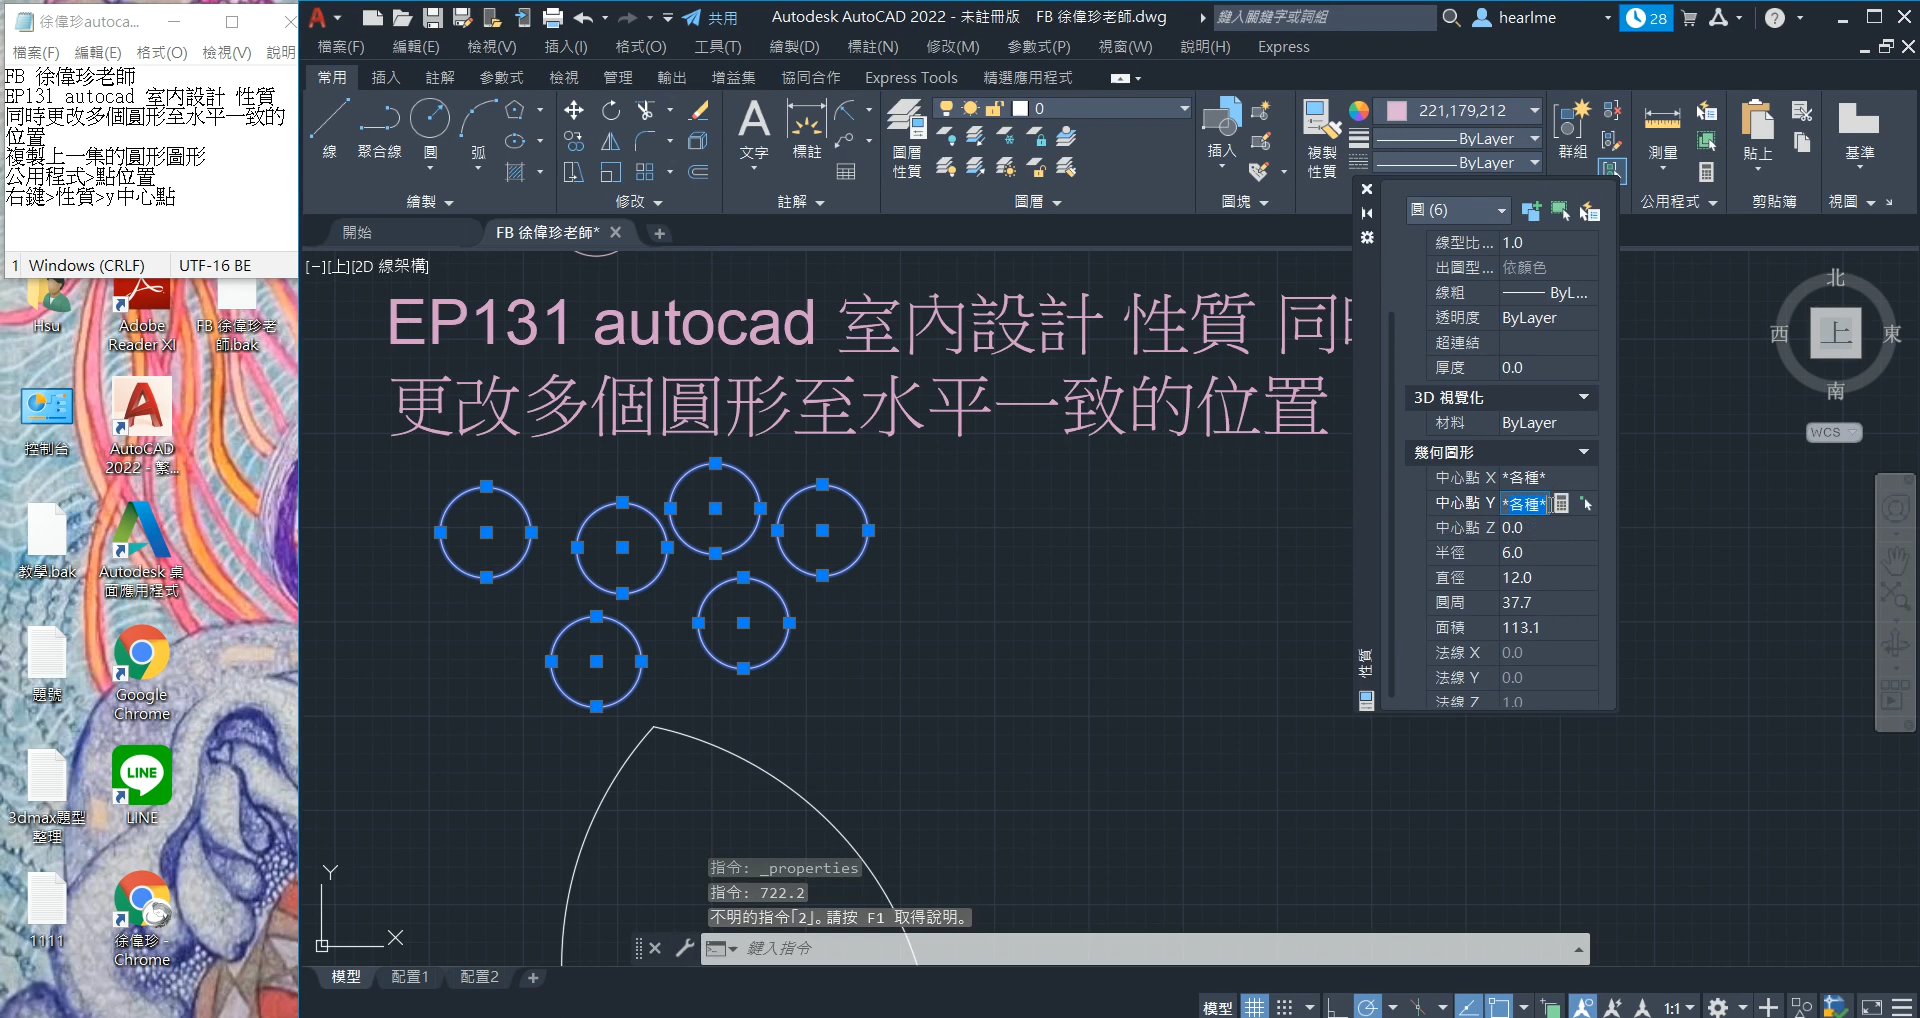 徐偉珍autoca...
檔案(F) 編輯(E) 格式(O) 檢視(V) 說明
FB 徐偉珍老師
EP131 autocad 室內設計 性質
同時更改多個圓形至水平一致的
位置
複製上一集的圓形圖形
公用程式>點位置
右鍵>性質>y中心點
1 Windows (CRLF) UTF-16 BE
Hsu
Adobe Reader XI
FB 徐偉珍老師.bak
控制台
AutoCAD 2022 - 繁...
教學.bak
Autodesk 桌面應用程式
題號
Google Chrome
3dmax題型整理
LINE
1111
徐偉珍 - Chrome
共用 Autodesk AutoCAD 2022 - 未註冊版 FB 徐偉珍老師.dwg 鍵入關鍵字或詞組 hearlme 28
檔案(F) 編輯(E) 檢視(V) 插入(I) 格式(O) 工具(T) 繪製(D) 標註(N) 修改(M) 參數式(P) 視窗(W) 說明(H) Express
常用 插入 註解 參數式 檢視 管理 輸出 增益集 協同合作 Express Tools 精選應用程式
線 聚合線 圓 弧
文字 標註
圖層性質
0
插入
複製性質
221,179,212
ByLayer
ByLayer
群組
測量
貼上
基準
繪製 修改 註解 圖層 圖塊 公用程式 剪貼簿 視圖
開始 FB 徐偉珍老師*
[−][上][2D 線架構]
EP131 autocad 室內設計 性質 同
更改多個圓形至水平一致的位置
圓 (6)
線型比... 1.0
出圖型... 依顏色
線粗 ByL...
透明度 ByLayer
超連結
厚度 0.0
3D 視覺化
材料 ByLayer
幾何圖形
中心點 X *各種*
中心點 Y *各種*
中心點 Z 0.0
半徑 6.0
直徑 12.0
圓周 37.7
面積 113.1
法線 X 0.0
法線 Y 0.0
法線 Z 1.0
性質
北
西 上 東
南
WCS
Y
X
指令: _properties
指令: 722.2
不明的指令「2」。請按 F1 取得說明。
鍵入指令
模型 配置1 配置2
模型 1:1